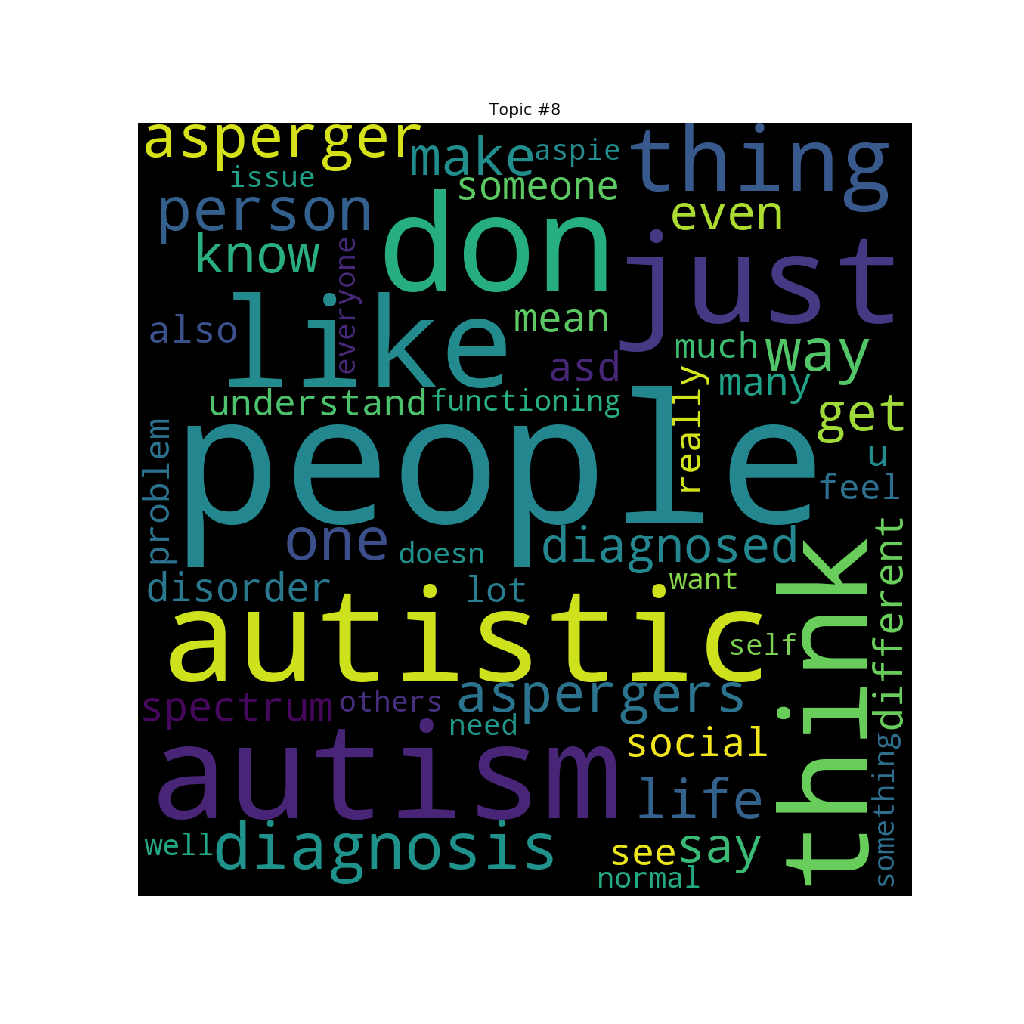 Topic #8
asperger
make
aspie
thing
issue
someone
person
don
even
know
everyone
just
like
mean
also
asd
much
way
really
many
understand
functioning
get
people
problem
u
feel
one
doesn
diagnosed
think
different
disorder
lot
want
autistic
self
spectrum
others
aspergers
need
social
something
autism
life
well
diagnosis
see
say
normal